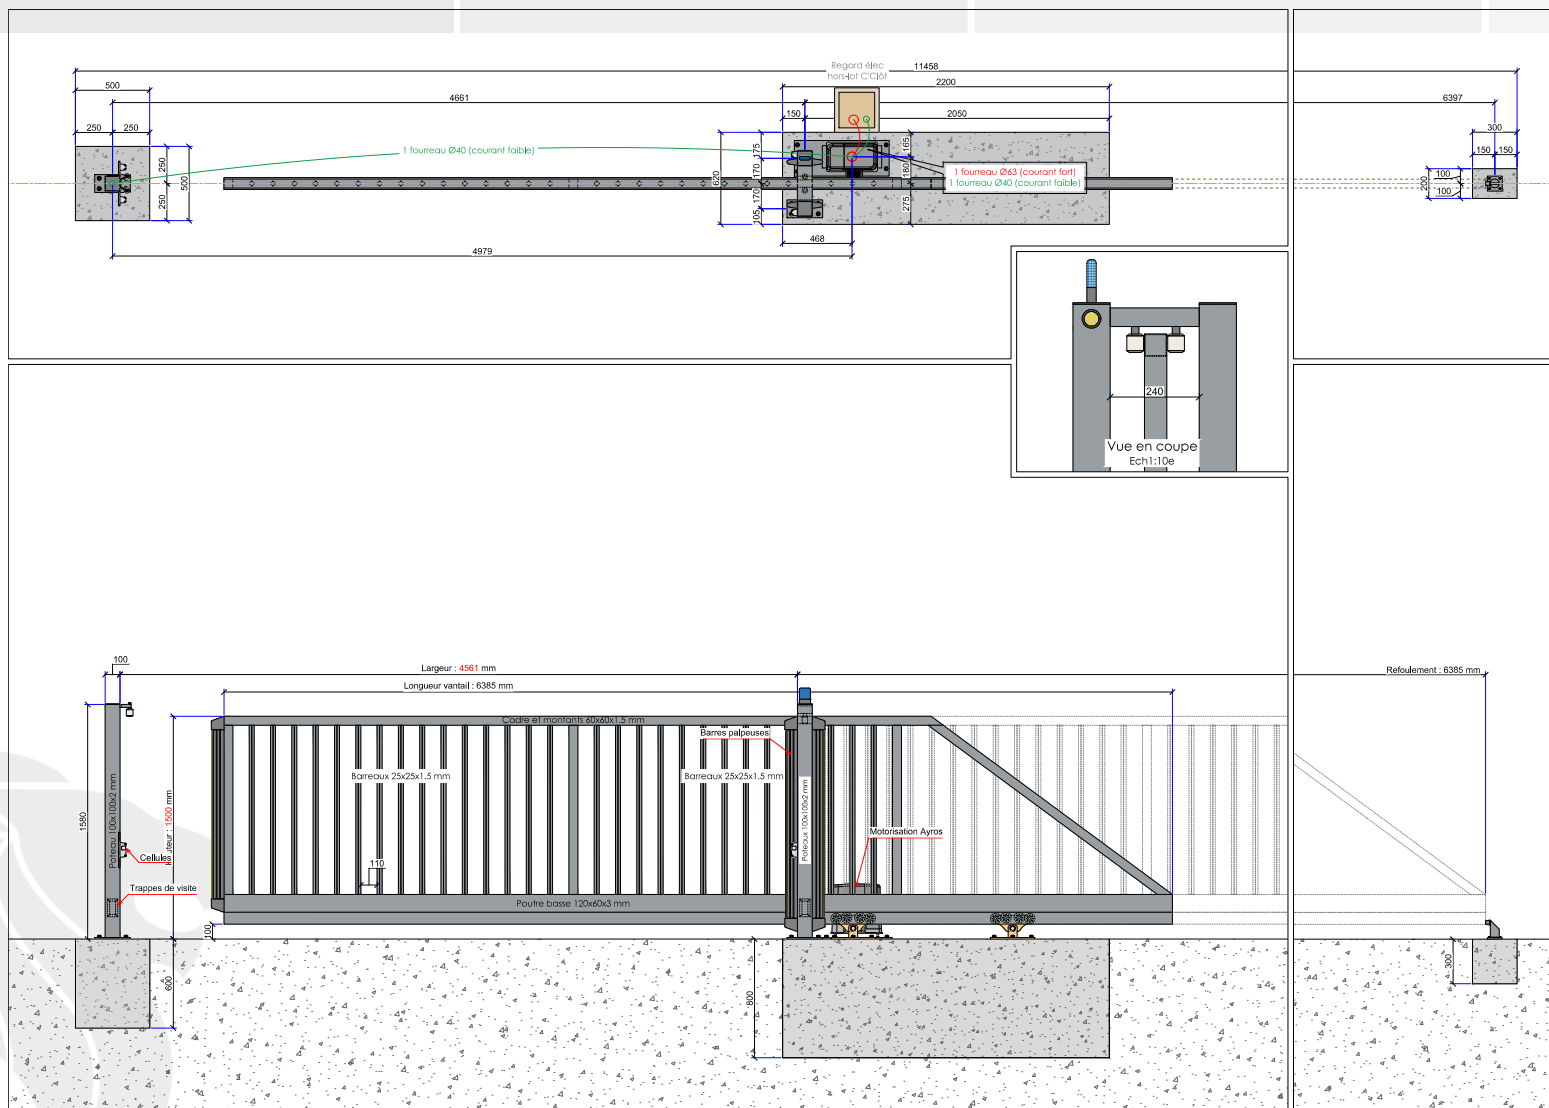 Regard élec
hors-lot C'Clôt
11458
500
2200
4661
6397
150
2050
250
250
300
150
150
1 fourreau Ø40 (courant faible)
250
500
250
175
170
170
105
620
165
180
275
1 fourreau Ø63 (courant fort)
1 fourreau Ø40 (courant faible)
200
100
100
468
4979
240
Vue en coupe
Ech1:10e
100
Largeur : 4561 mm
Refoulement : 6385 mm
Longueur vantail : 6385 mm
Cadre et montants 60x60x1.5 mm
Barres palpeuses
Barreaux 25x25x1.5 mm
Barreaux 25x25x1.5 mm
1580
Poteau 100x100x2 mm
1500 mm
Poteaux 100x100x2 mm
Motorisation Ayros
Cellules
110
Trappes de visite
Poutre basse 120x60x3 mm
100
600
800
300